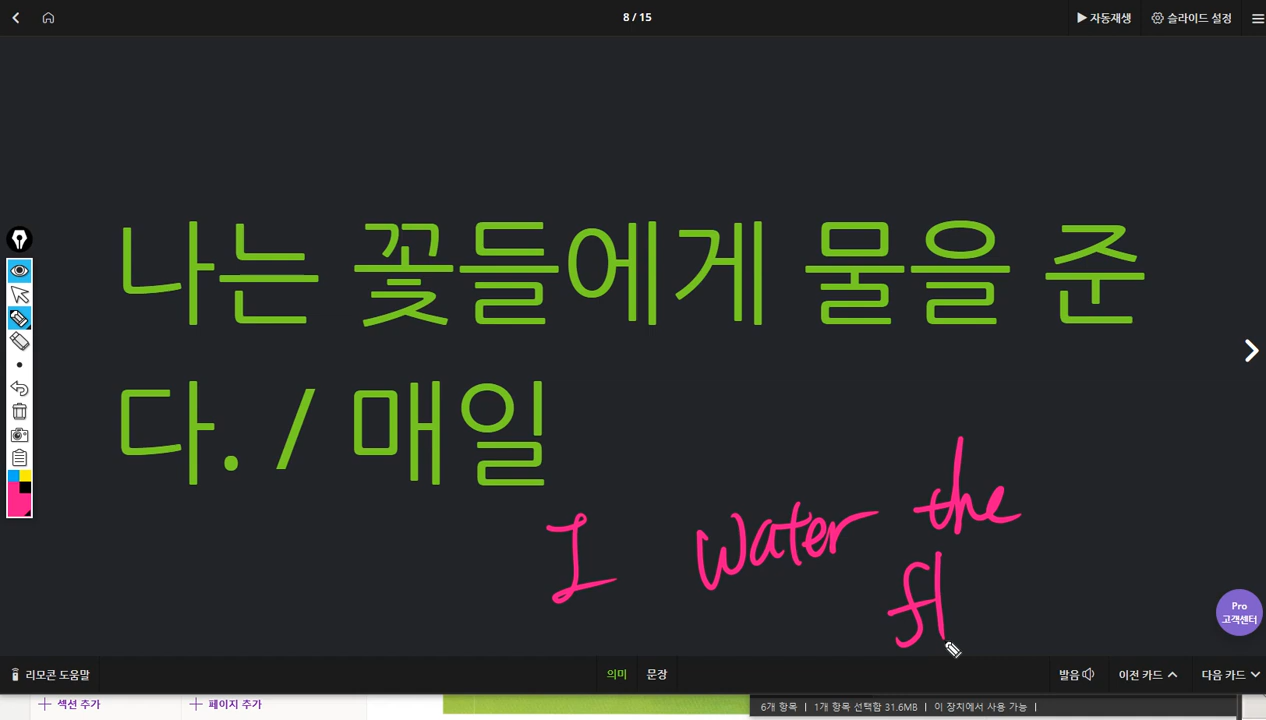 8 / 15
자동재생
슬라이드 설정
나는 꽃들에게 물을 준
다. / 매일
I water the
fl
Pro
고객센터
리모콘 도움말
의미
문장
발음
이전 카드
다음 카드
섹션 추가
페이지 추가
6개 항목 | 1개 항목 선택함 31.6MB | 이 장치에서 사용 가능 |